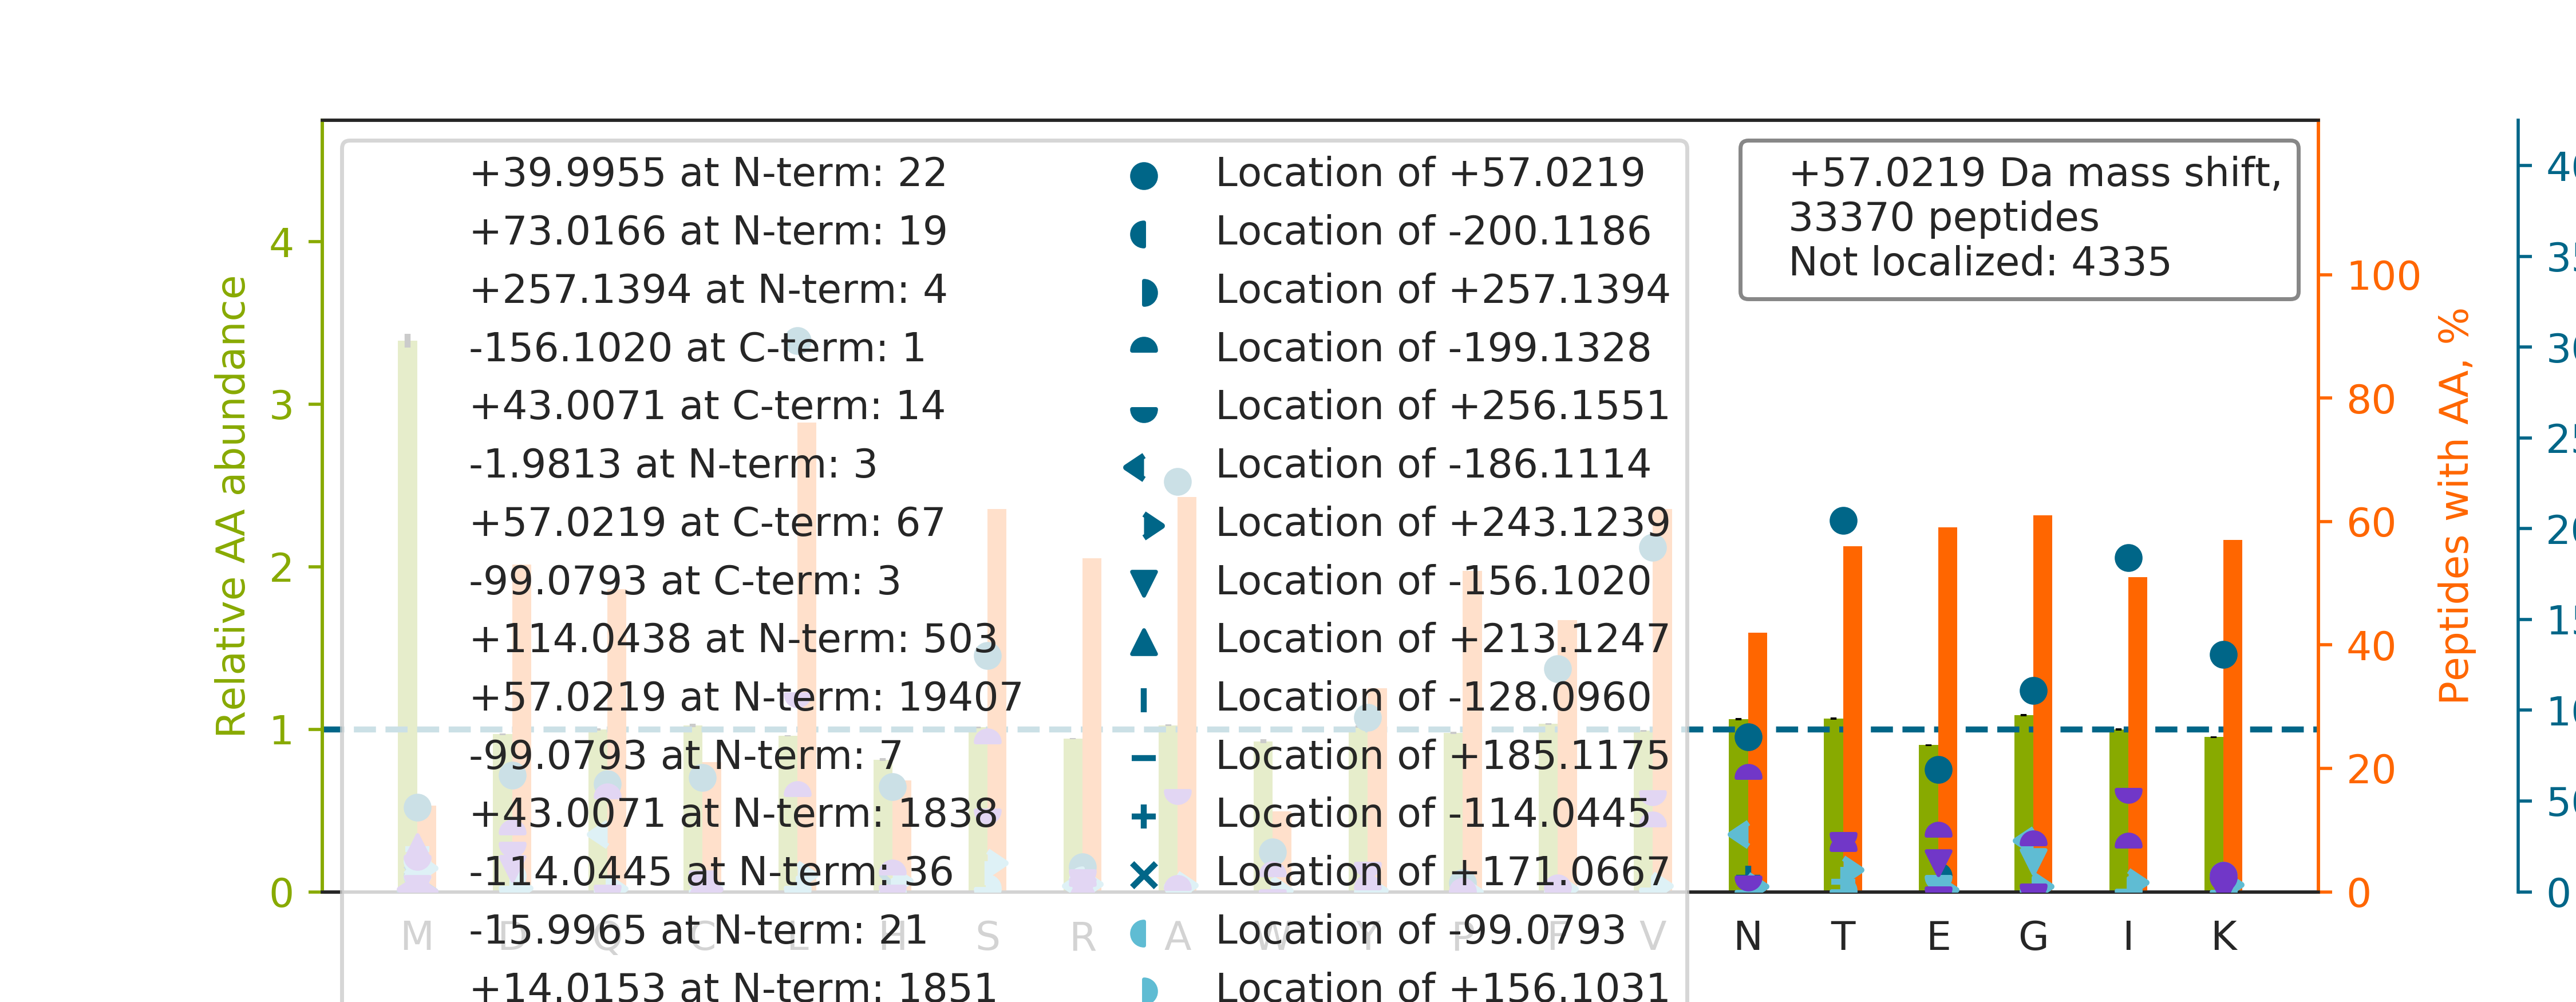 +39.9955 at N-term: 22
+73.0166 at N-term: 19
+257.1394 at N-term: 4
-156.1020 at C-term: 1
+43.0071 at C-term: 14
-1.9813 at N-term: 3
+57.0219 at C-term: 67
-99.0793 at C-term: 3
+114.0438 at N-term: 503
+57.0219 at N-term: 19407
-99.0793 at N-term: 7
+43.0071 at N-term: 1838
-114.0445 at N-term: 36
-15.9965 at N-term: 21
+14.0153 at N-term: 1851
Location of +57.0219
Location of -200.1186
Location of +257.1394
Location of -199.1328
Location of +256.1551
Location of -186.1114
Location of +243.1239
Location of -156.1020
Location of +213.1247
Location of -128.0960
Location of +185.1175
Location of -114.0445
Location of +171.0667
Location of -99.0793
Location of +156.1031
+57.0219 Da mass shift,
33370 peptides
Not localized: 4335
Relative AA abundance
4
3
2
1
0
Peptides with AA, %
100
80
60
40
20
0
0
M D Q C L H S R A W Y P F V N T E G I K